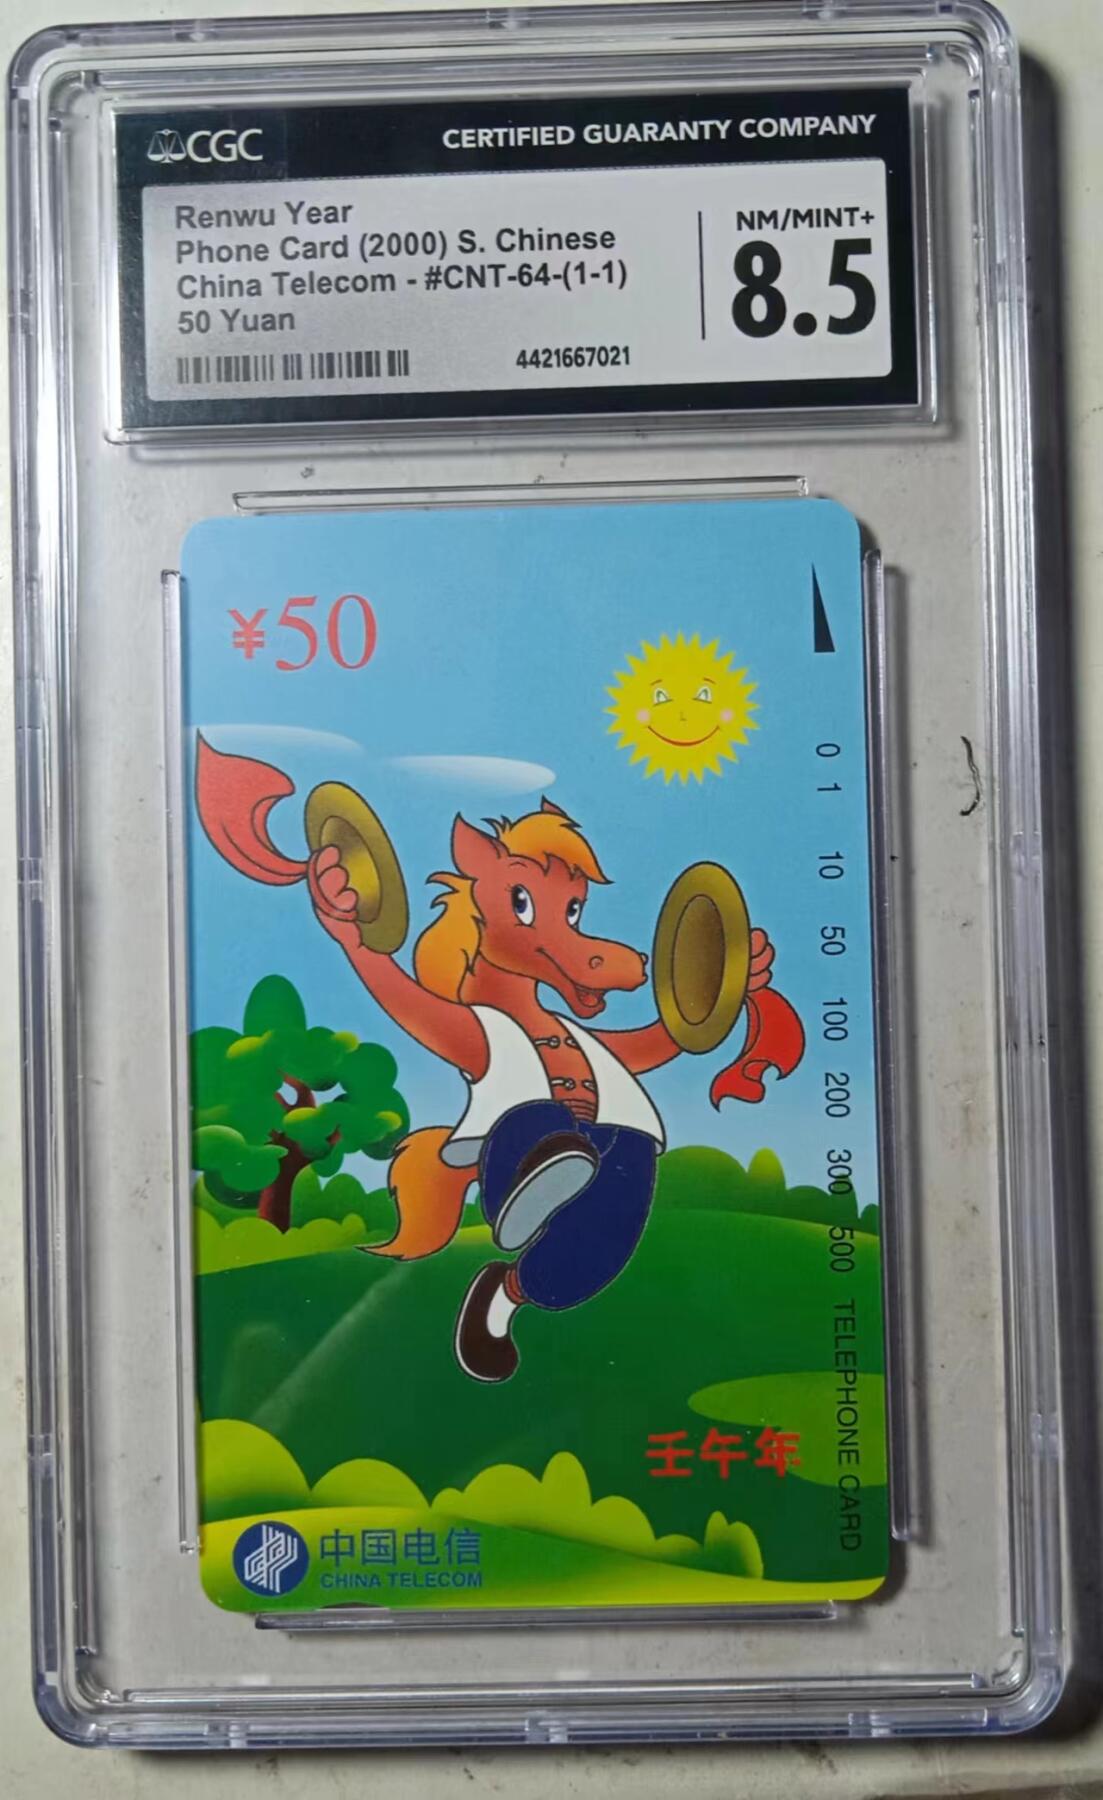 CGC
CERTIFIED GUARANTY COMPANY
Renwu Year
Phone Card (2000) S. Chinese
China Telecom - #CNT-64-(1-1)
50 Yuan
4421667021
NM/MINT+
8.5
¥50
0 1 10 50 100 200 300 500 TELEPHONE CARD
壬午年
中国电信
CHINA TELECOM